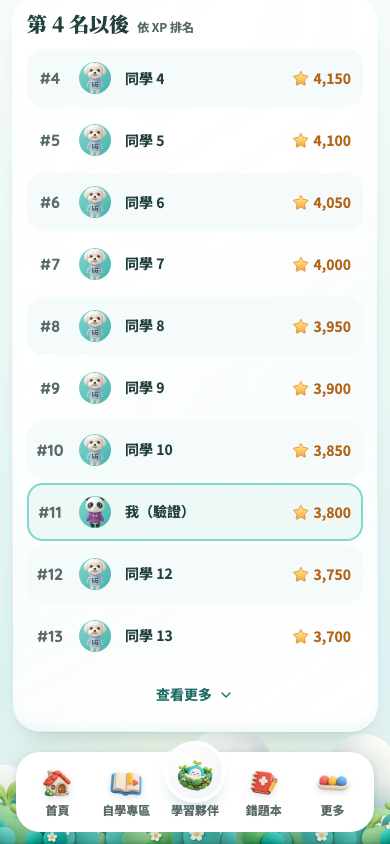 第 4 名以後 依 XP 排名
#4 同學 4 4,150
#5 同學 5 4,100
#6 同學 6 4,050
#7 同學 7 4,000
#8 同學 8 3,950
#9 同學 9 3,900
#10 同學 10 3,850
#11 我（驗證） 3,800
#12 同學 12 3,750
#13 同學 13 3,700
查看更多
首頁 自學專區 學習夥伴 錯題本 更多